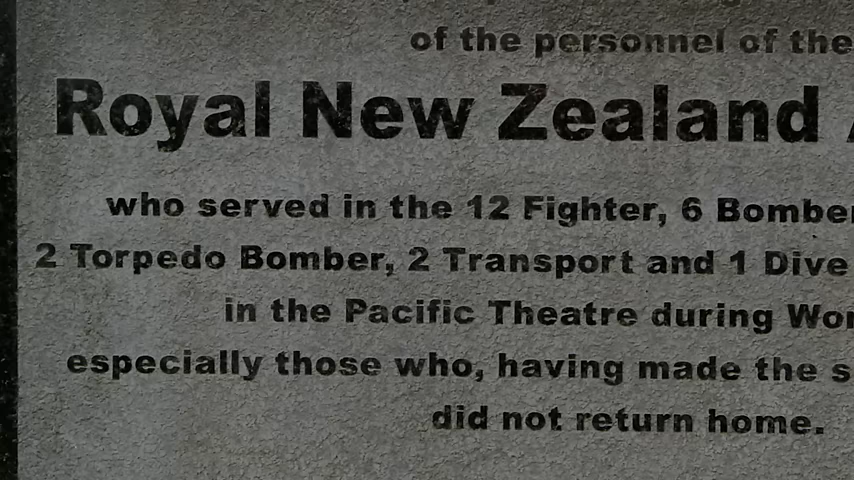 of the personnel of the
Royal New Zealand
who served in the 12 Fighter, 6 Bomber
2 Torpedo Bomber, 2 Transport and 1 Dive
in the Pacific Theatre during
especially those who, having made the
did not return home.